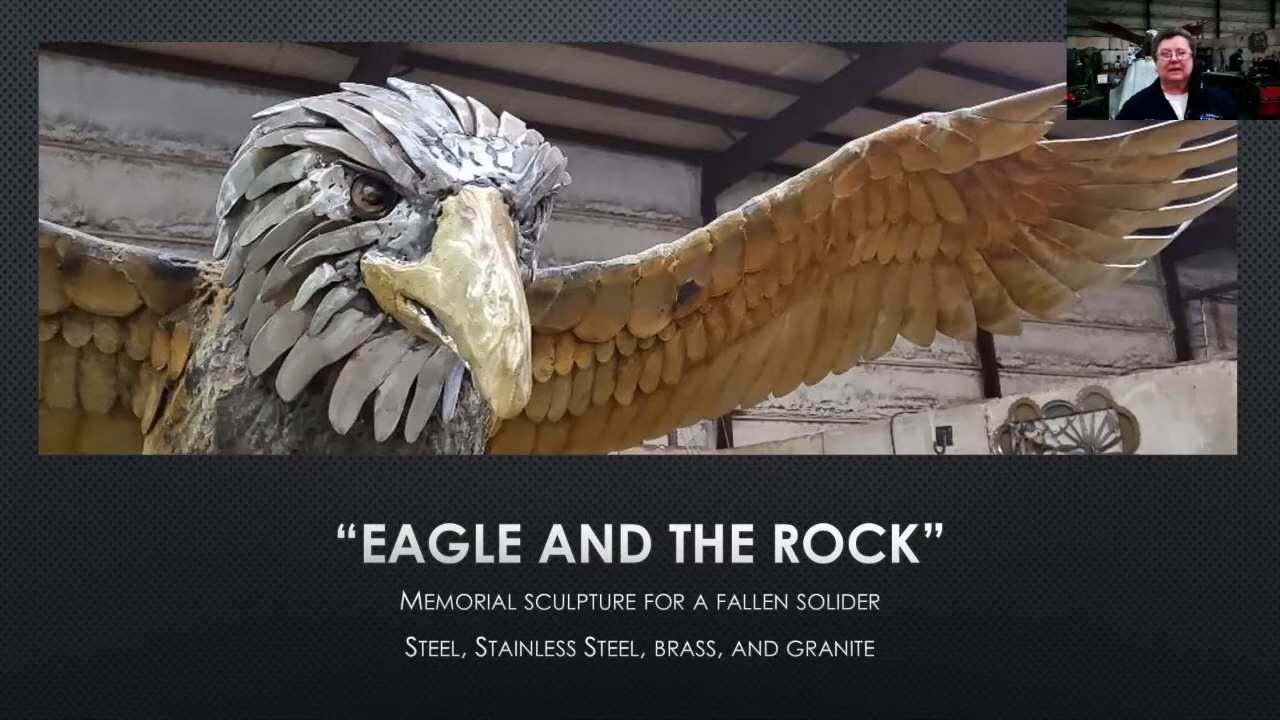 “EAGLE AND THE ROCK”
MEMORIAL SCULPTURE FOR A FALLEN SOLIDER
STEEL, STAINLESS STEEL, BRASS, AND GRANITE